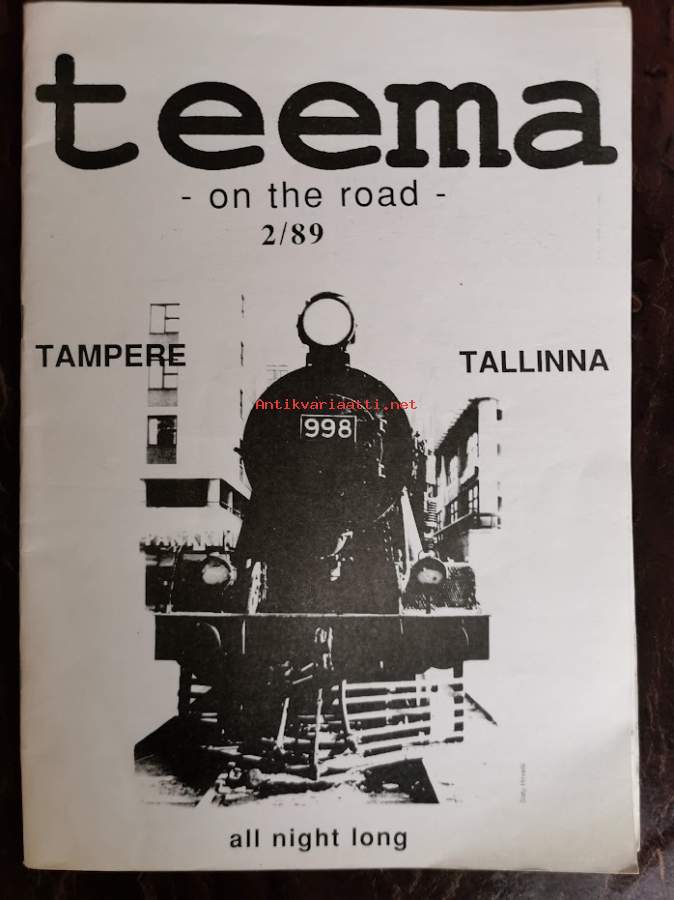 teema
- on the road -
2/89
TAMPERE
TALLINNA
Antikvariaatti.net
998
all night long